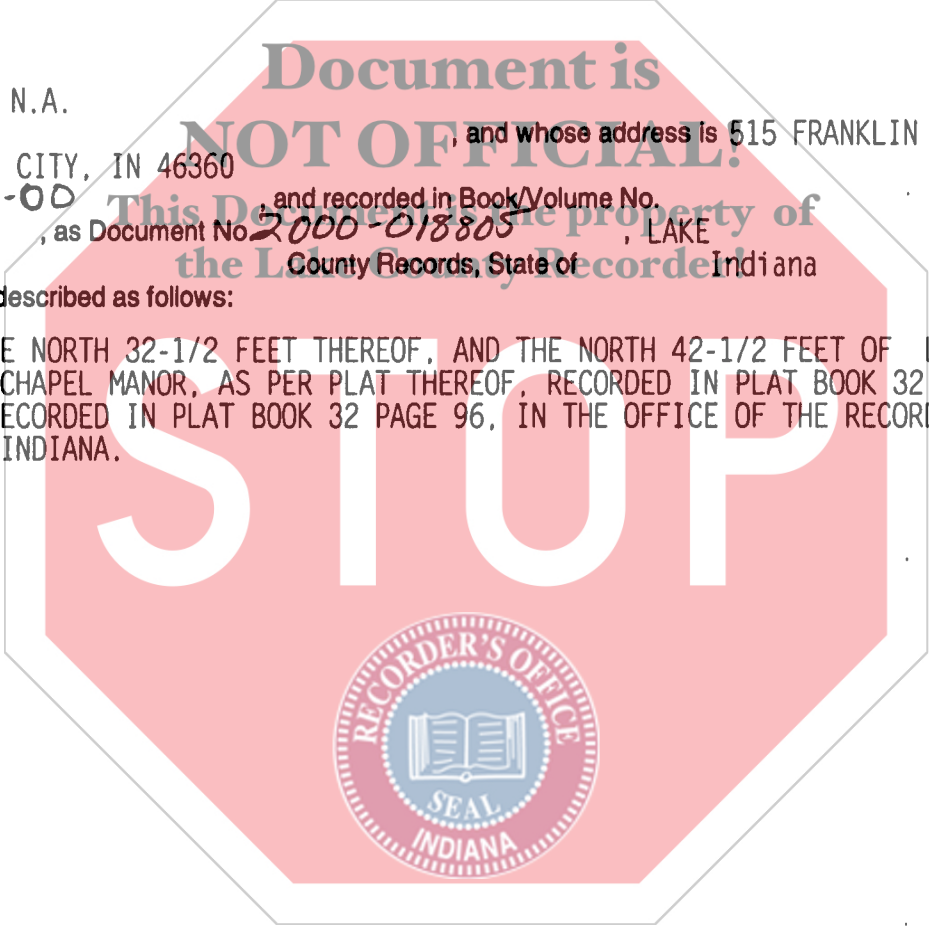 Document is
N.A.
NOT OFFICIAL!
, and whose address is 515 FRANKLIN
CITY, IN 46360
-00 , and recorded in Book/Volume No.
This Document is the property of
, as Document No 2000-018805 , LAKE
the Lake County Recorder!
County Records, State of Indiana
described as follows:
E NORTH 32-1/2 FEET THEREOF, AND THE NORTH 42-1/2 FEET OF
CHAPEL MANOR, AS PER PLAT THEREOF, RECORDED IN PLAT BOOK 32
ECORDED IN PLAT BOOK 32 PAGE 96, IN THE OFFICE OF THE RECOR
INDIANA.
STOP
RECORDER'S OFFICE
SEAL
INDIANA